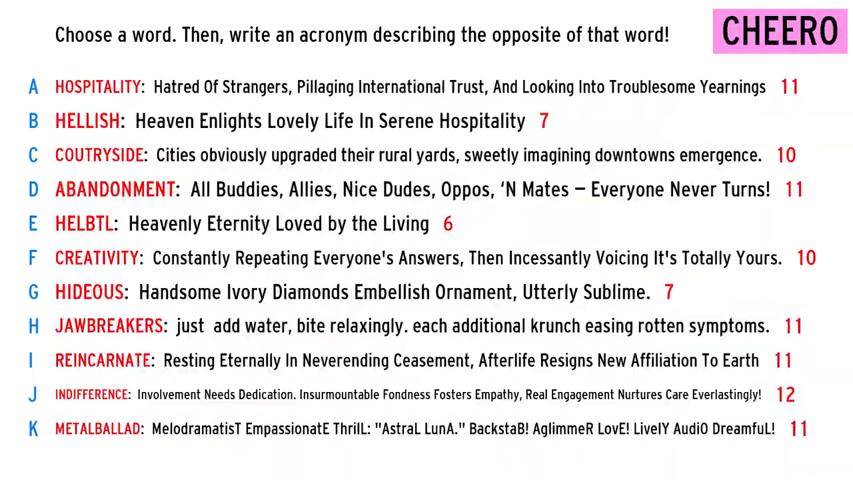 Choose a word. Then, write an acronym describing the opposite of that word!
CHEERO
A HOSPITALITY: Hatred Of Strangers, Pillaging International Trust, And Looking Into Troublesome Yearnings 11
B HELLISH: Heaven Enlights Lovely Life In Serene Hospitality 7
C COUTRYSIDE: Cities obviously upgraded their rural yards, sweetly imagining downtowns emergence. 10
D ABANDONMENT: All Buddies, Allies, Nice Dudes, Oppos, ‘N Mates – Everyone Never Turns! 11
E HELBTL: Heavenly Eternity Loved by the Living 6
F CREATIVITY: Constantly Repeating Everyone's Answers, Then Incessantly Voicing It's Totally Yours. 10
G HIDEOUS: Handsome Ivory Diamonds Embellish Ornament, Utterly Sublime. 7
H JAWBREAKERS: just add water, bite relaxingly. each additional krunch easing rotten symptoms. 11
I REINCARNATE: Resting Eternally In Neverending Ceasement, Afterlife Resigns New Affiliation To Earth 11
J INDIFFERENCE: Involvement Needs Dedication. Insurmountable Fondness Fosters Empathy, Real Engagement Nurtures Care Everlastingly! 12
K METALBALLAD: MelodramatisT EmpassionatE ThrilL: "AstraL LunA." BackstaB! AglimmeR LovE! LivelY AudiO DreamfuL! 11